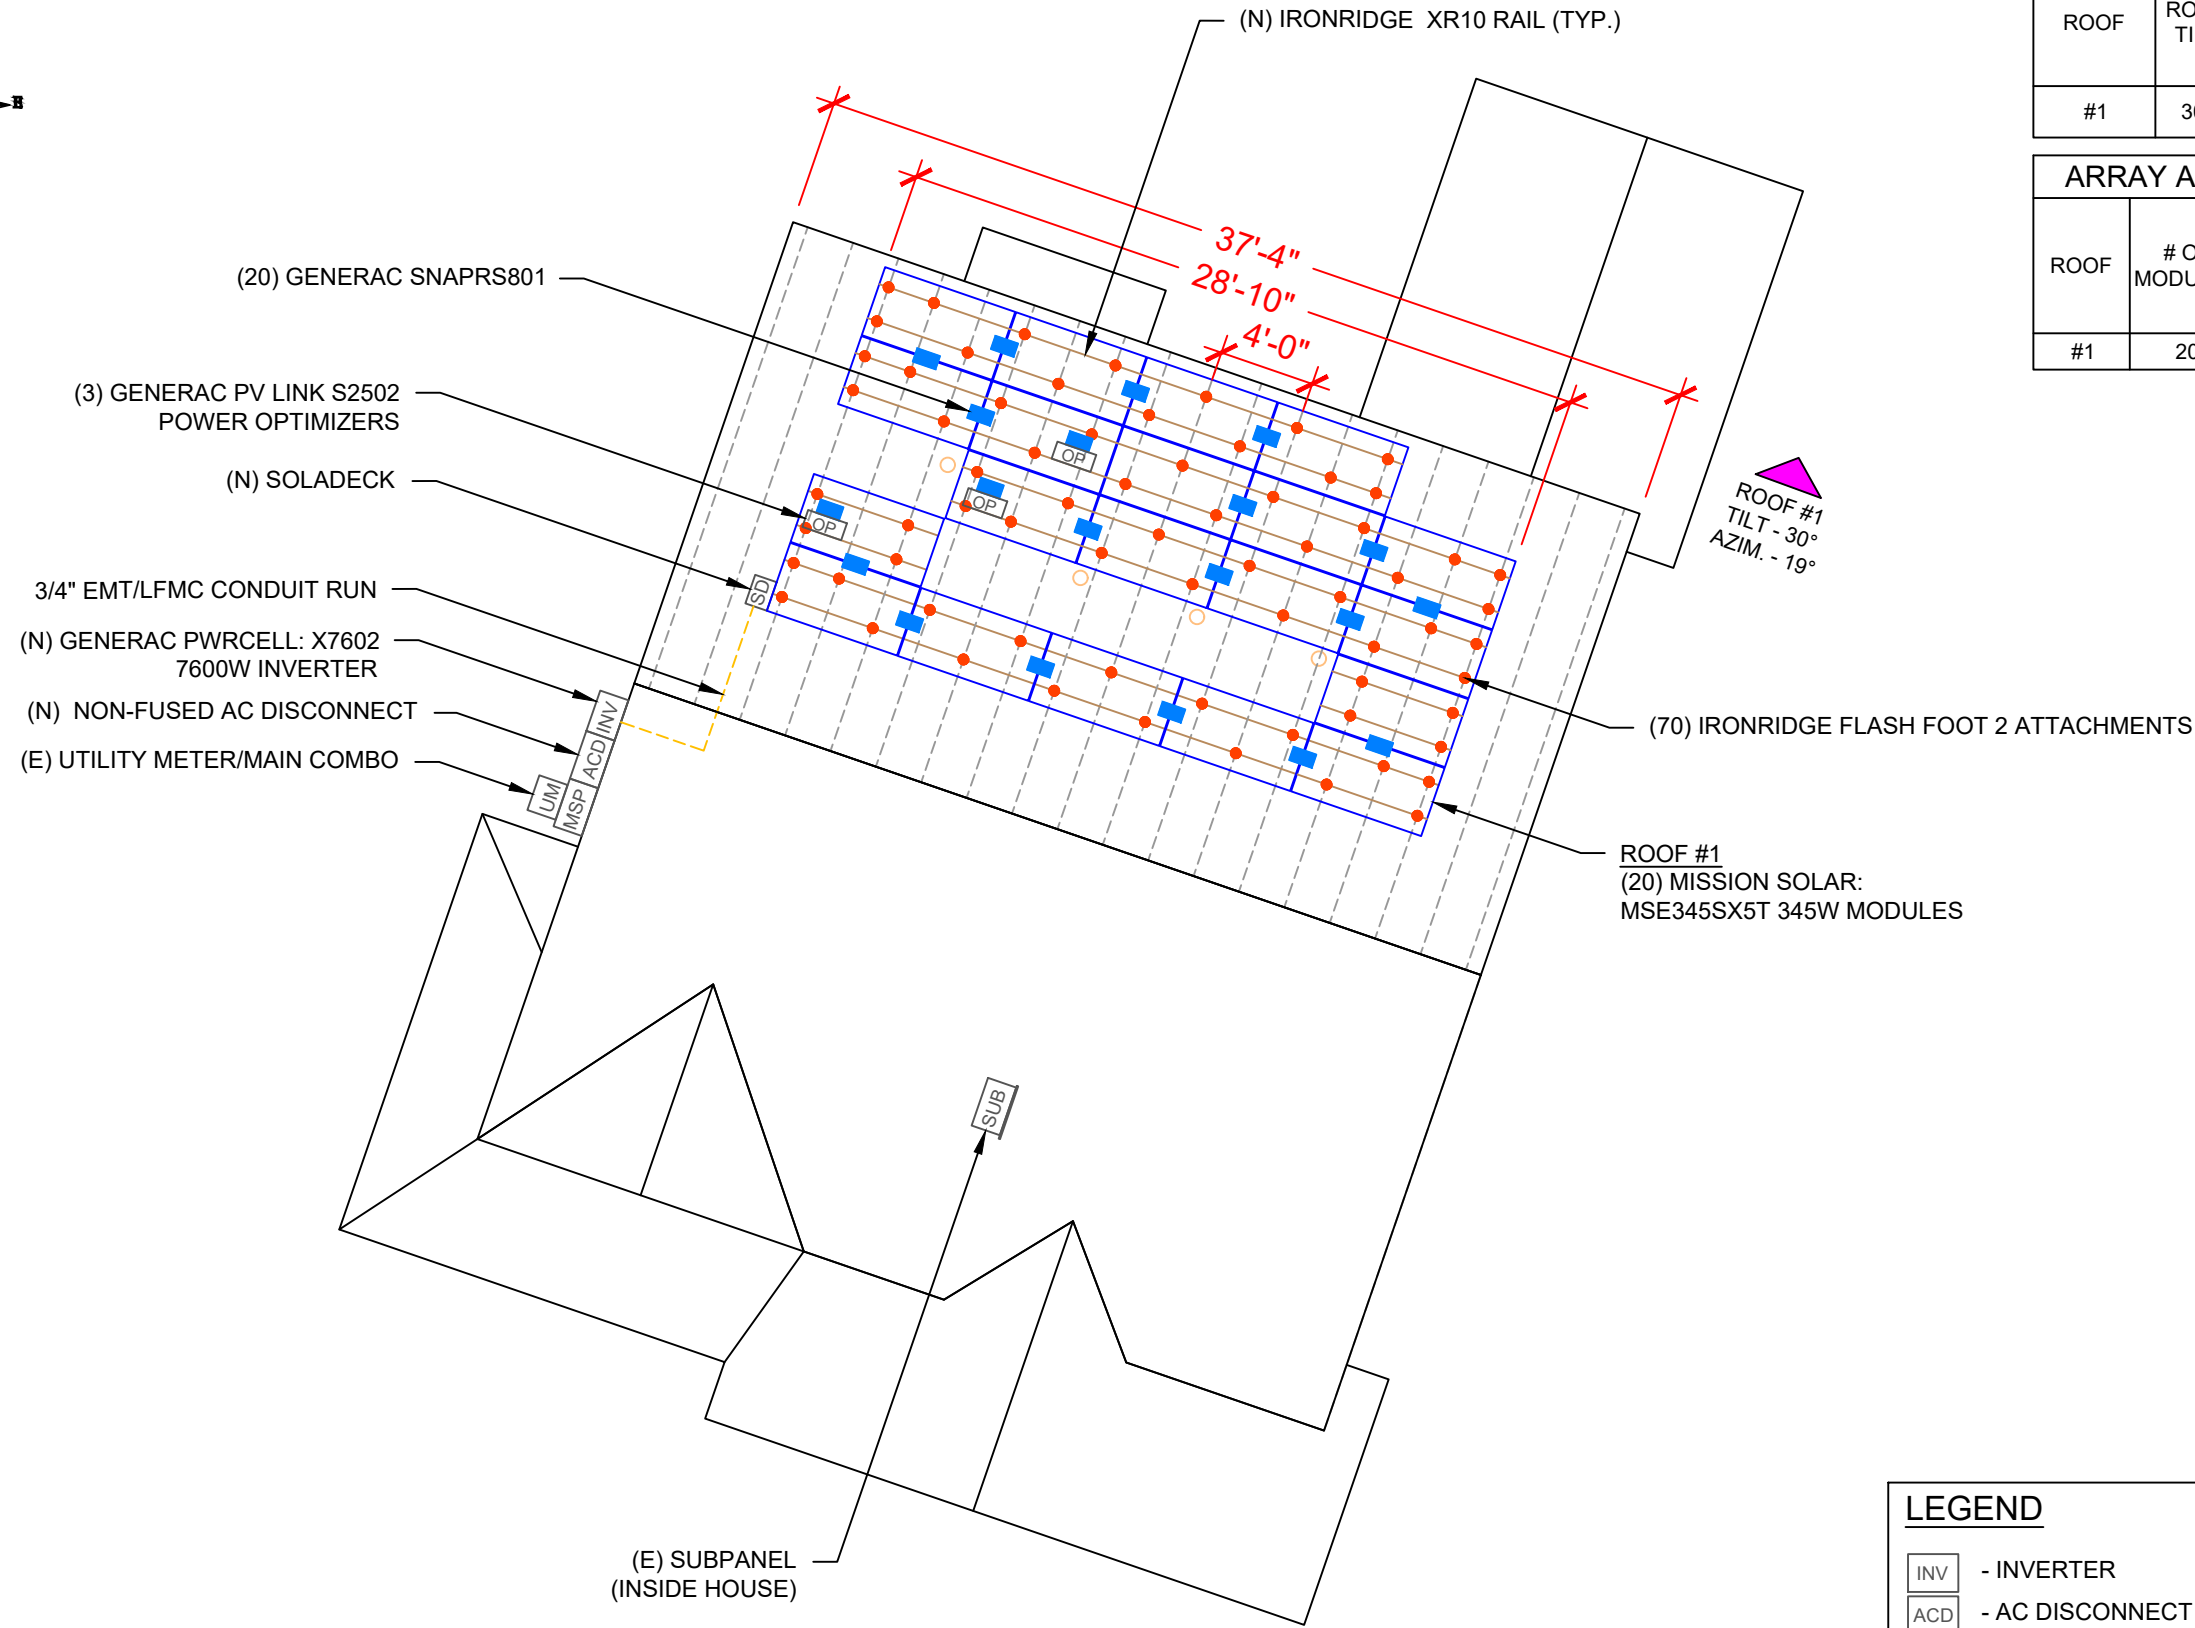 (N) IRONRIDGE XR10 RAIL (TYP.)
ROOF
#1
ARRAY A
ROOF
# O
MODU
#1
20
37'-4"
28'-10"
4'-0"
(20) GENERAC SNAPRS801
(3) GENERAC PV LINK S2502
POWER OPTIMIZERS
(N) SOLADECK
3/4" EMT/LFMC CONDUIT RUN
(N) GENERAC PWRCELL: X7602
7600W INVERTER
(N) NON-FUSED AC DISCONNECT
(E) UTILITY METER/MAIN COMBO
OP
OP
OP
SD
INV
ACD
MSP
UM
ROOF #1
TILT - 30°
AZIM. - 19°
(70) IRONRIDGE FLASH FOOT 2 ATTACHMENTS
ROOF #1
(20) MISSION SOLAR:
MSE345SX5T 345W MODULES
SUB
(E) SUBPANEL
(INSIDE HOUSE)
LEGEND
INV - INVERTER
ACD - AC DISCONNECT